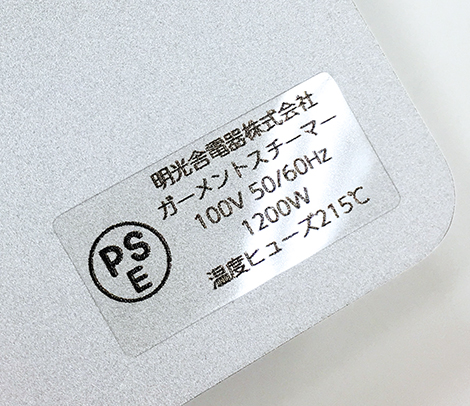 明光舎電器株式会社
ガーメントスチーマー
100V 50/60Hz
1200W
温度ヒューズ215℃
PS
E